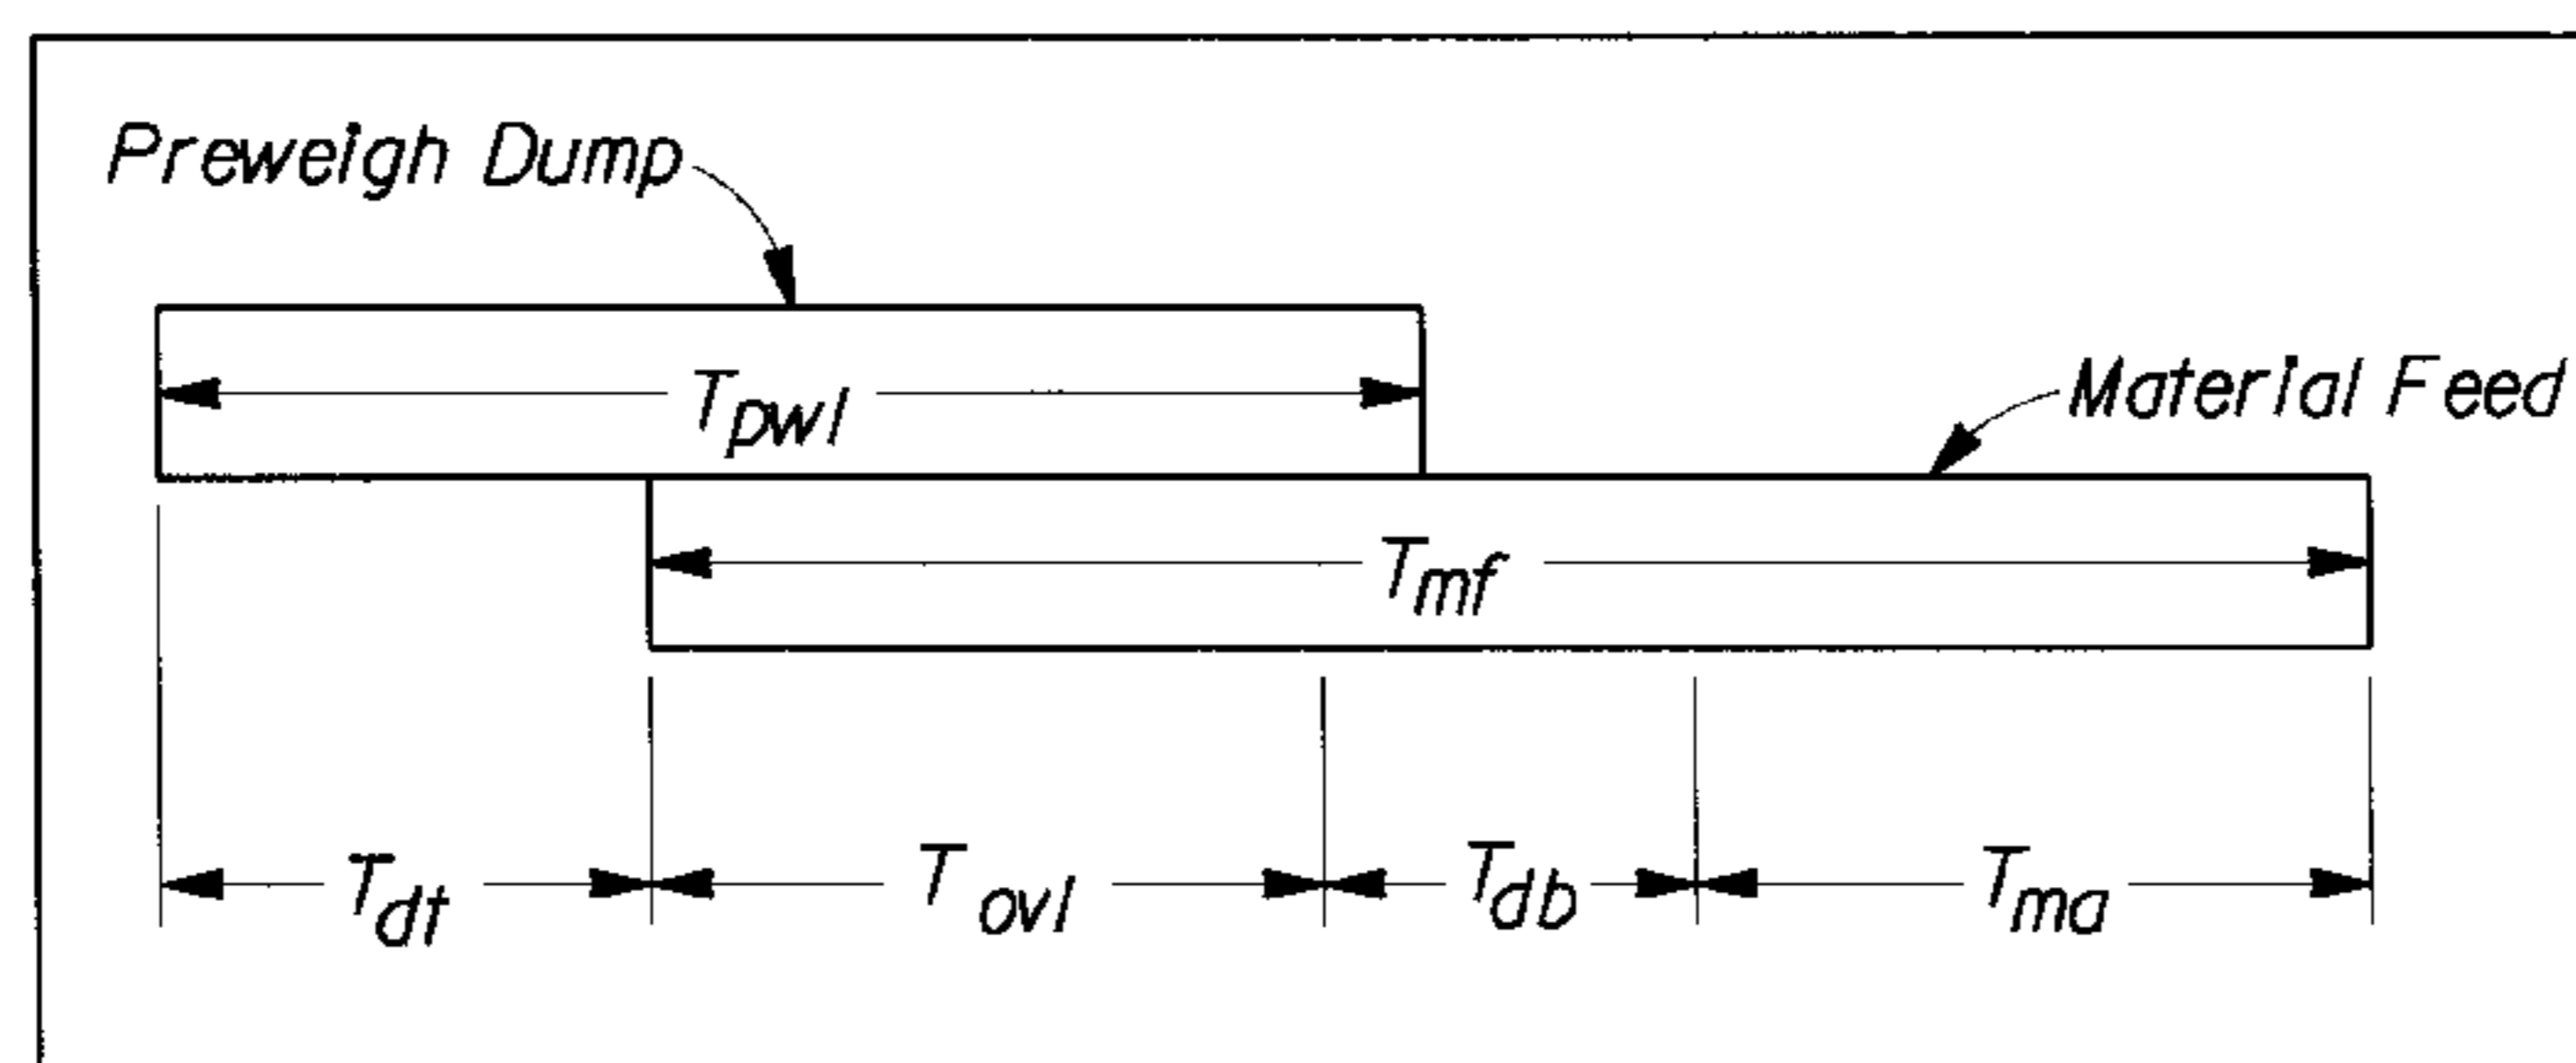 Preweigh Dump
Tpwl
Material Feed
Tmf
Tdt Tovl Tdb Tma